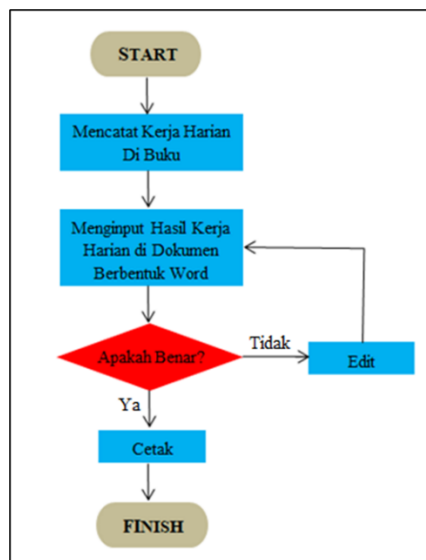 START
Mencatat Kerja Harian
Di Buku
Menginput Hasil Kerja
Harian di Dokumen
Berbentuk Word
Apakah Benar?
Tidak
Edit
Ya
Cetak
FINISH